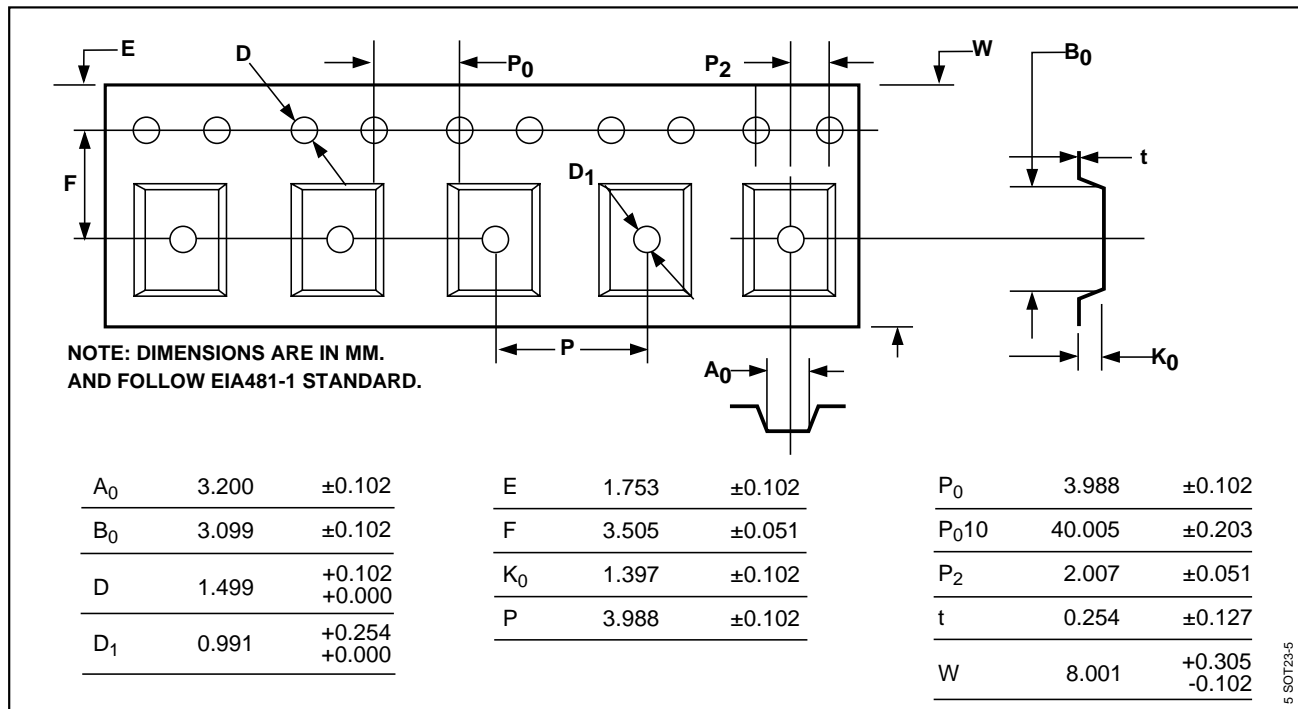 E
D
P0
P2
W
B0
t
F
D1
NOTE: DIMENSIONS ARE IN MM.
AND FOLLOW EIA481-1 STANDARD.
P
A0
K0
A0 3.200 ±0.102
B0 3.099 ±0.102
D 1.499 +0.102
+0.000
D1 0.991 +0.254
+0.000
E 1.753 ±0.102
F 3.505 ±0.051
K0 1.397 ±0.102
P 3.988 ±0.102
P0 3.988 ±0.102
P010 40.005 ±0.203
P2 2.007 ±0.051
t 0.254 ±0.127
W 8.001 +0.305
-0.102
5 SOT23-5